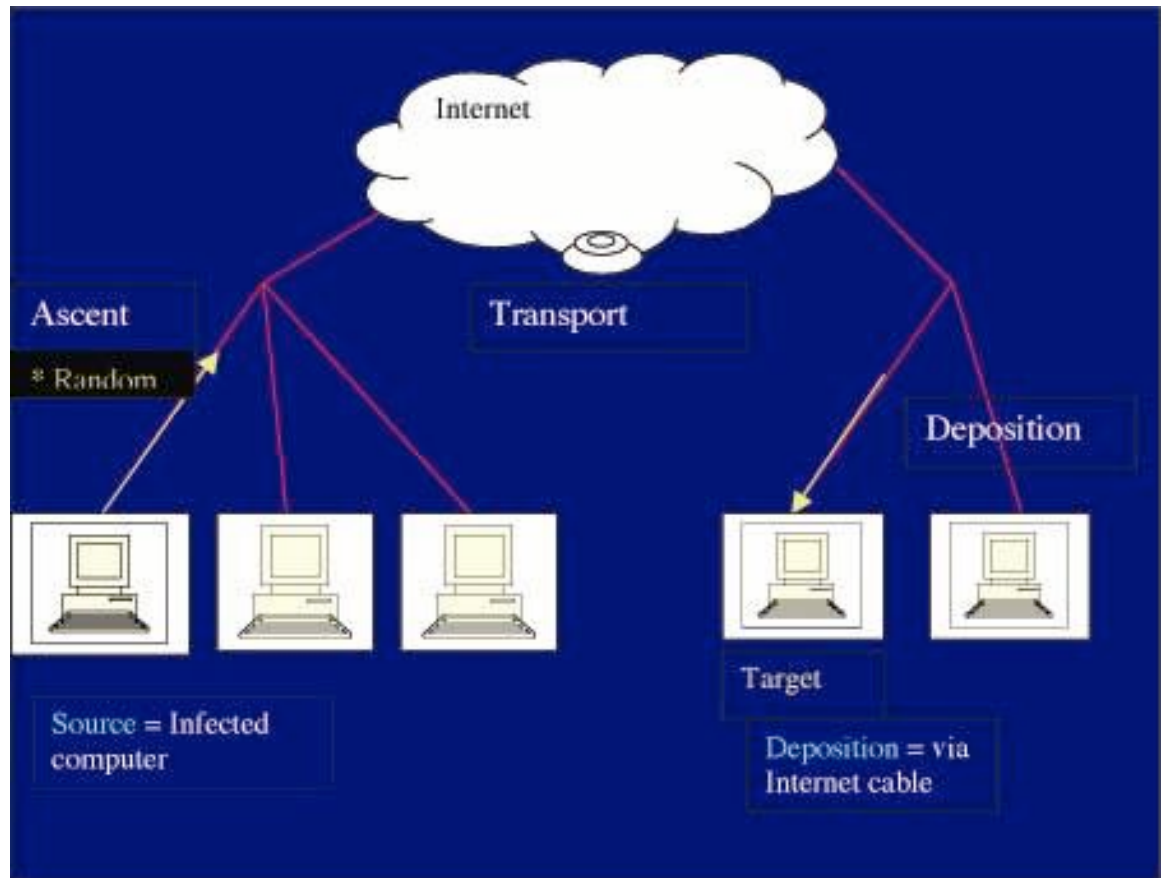 Internet
Ascent
* Random
Transport
Deposition
Target
Source = Infected
computer
Deposition = via
Internet cable